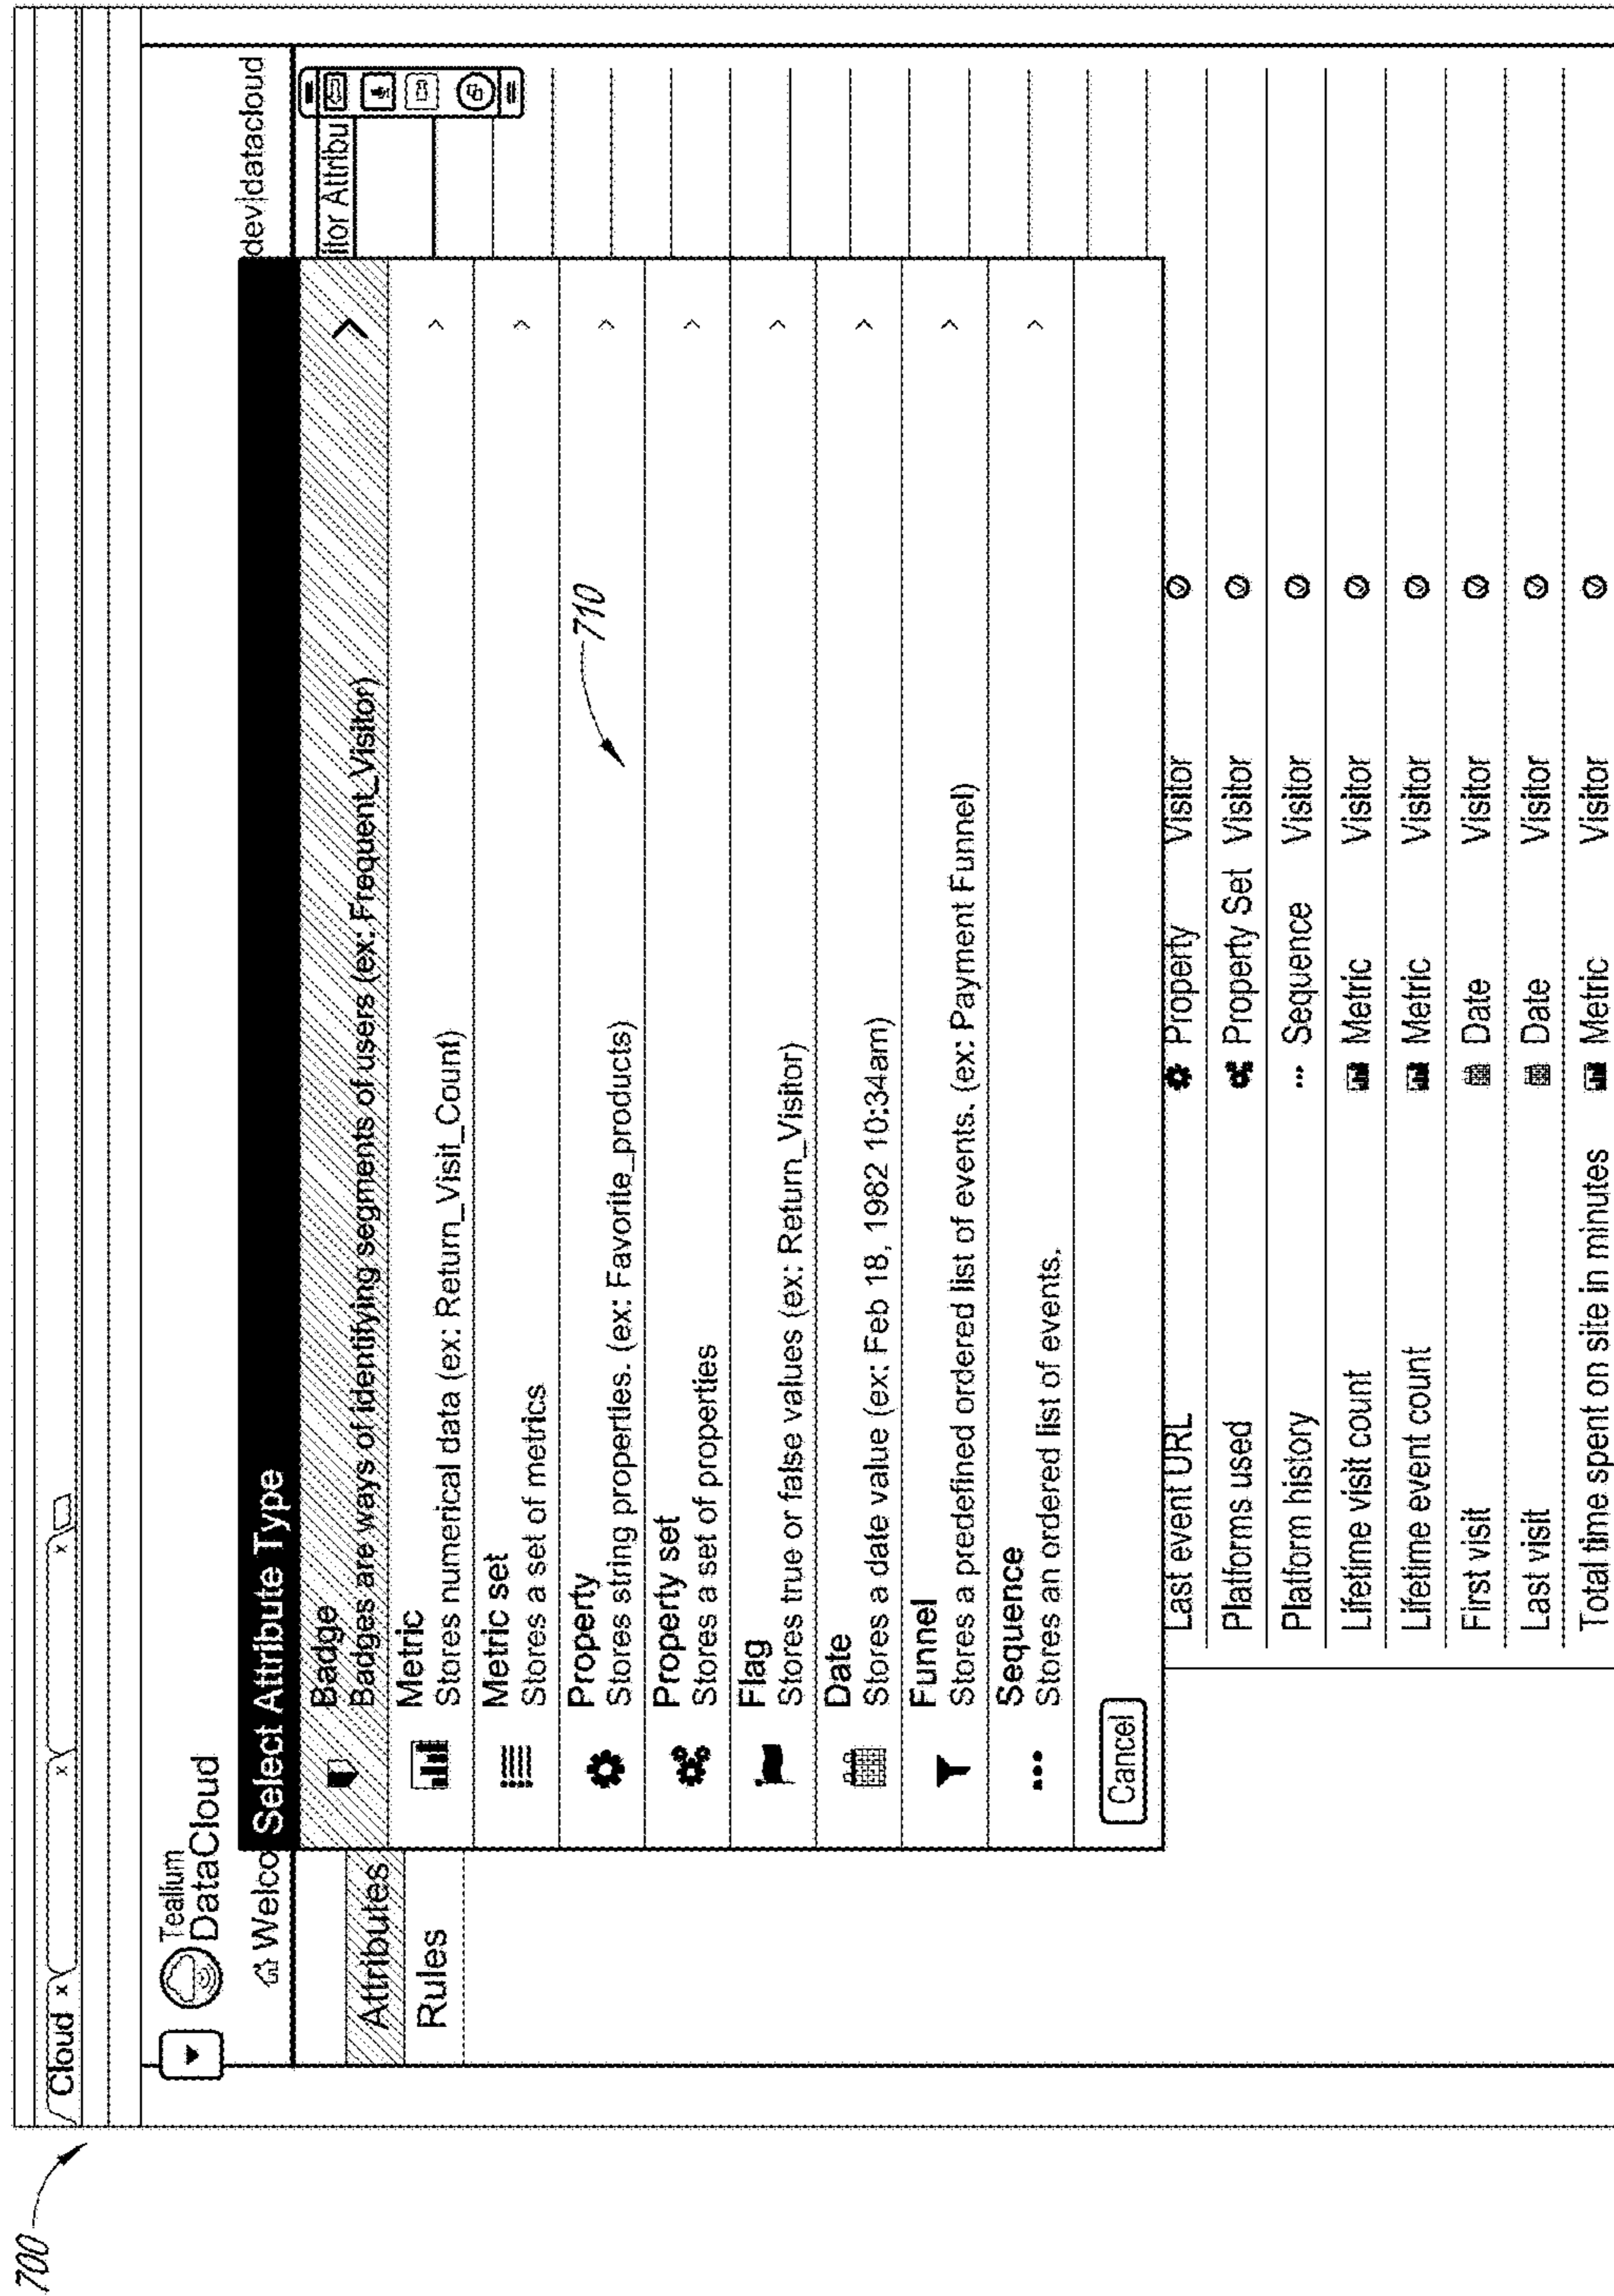 700
Cloud x
x
x
Tealium
DataCloud
Welco
dev|datacloud
Select Attribute Type
itor Attribu
Attributes
Rules
Badge
Badges are ways of identifying segments of users (ex: Frequent_Visitor)
Metric
Stores numerical data (ex: Return_Visit_Count)
Metric set
Stores a set of metrics
710
Property
Stores string properties. (ex: Favorite_products)
Property set
Stores a set of properties
Flag
Stores true or false values (ex: Return_Visitor)
Date
Stores a date value (ex: Feb 18, 1982 10:34am)
Funnel
Stores a predefined ordered list of events. (ex: Payment Funnel)
Sequence
Stores an ordered list of events.
Cancel
Last event URL Property Visitor
Platforms used Property Set Visitor
Platform history Sequence Visitor
Lifetime visit count Metric Visitor
Lifetime event count Metric Visitor
First visit Date Visitor
Last visit Date Visitor
Total time spent on site in minutes Metric Visitor